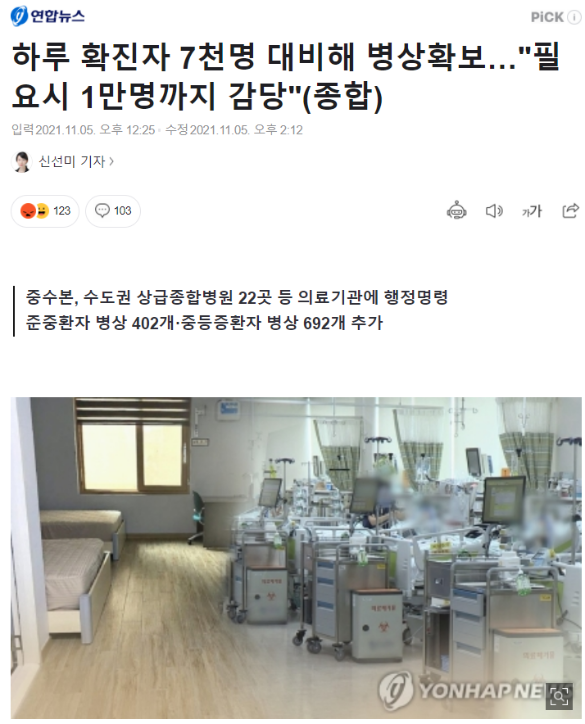 연합뉴스
PiCK
하루 확진자 7천명 대비해 병상확보…"필
요시 1만명까지 감당"(종합)
입력2021.11.05. 오후 12:25 · 수정2021.11.05. 오후 2:12
신선미 기자 >
123
103
가가
중수본, 수도권 상급종합병원 22곳 등 의료기관에 행정명령
준중환자 병상 402개·중등증환자 병상 692개 추가
YONHAP NEWS